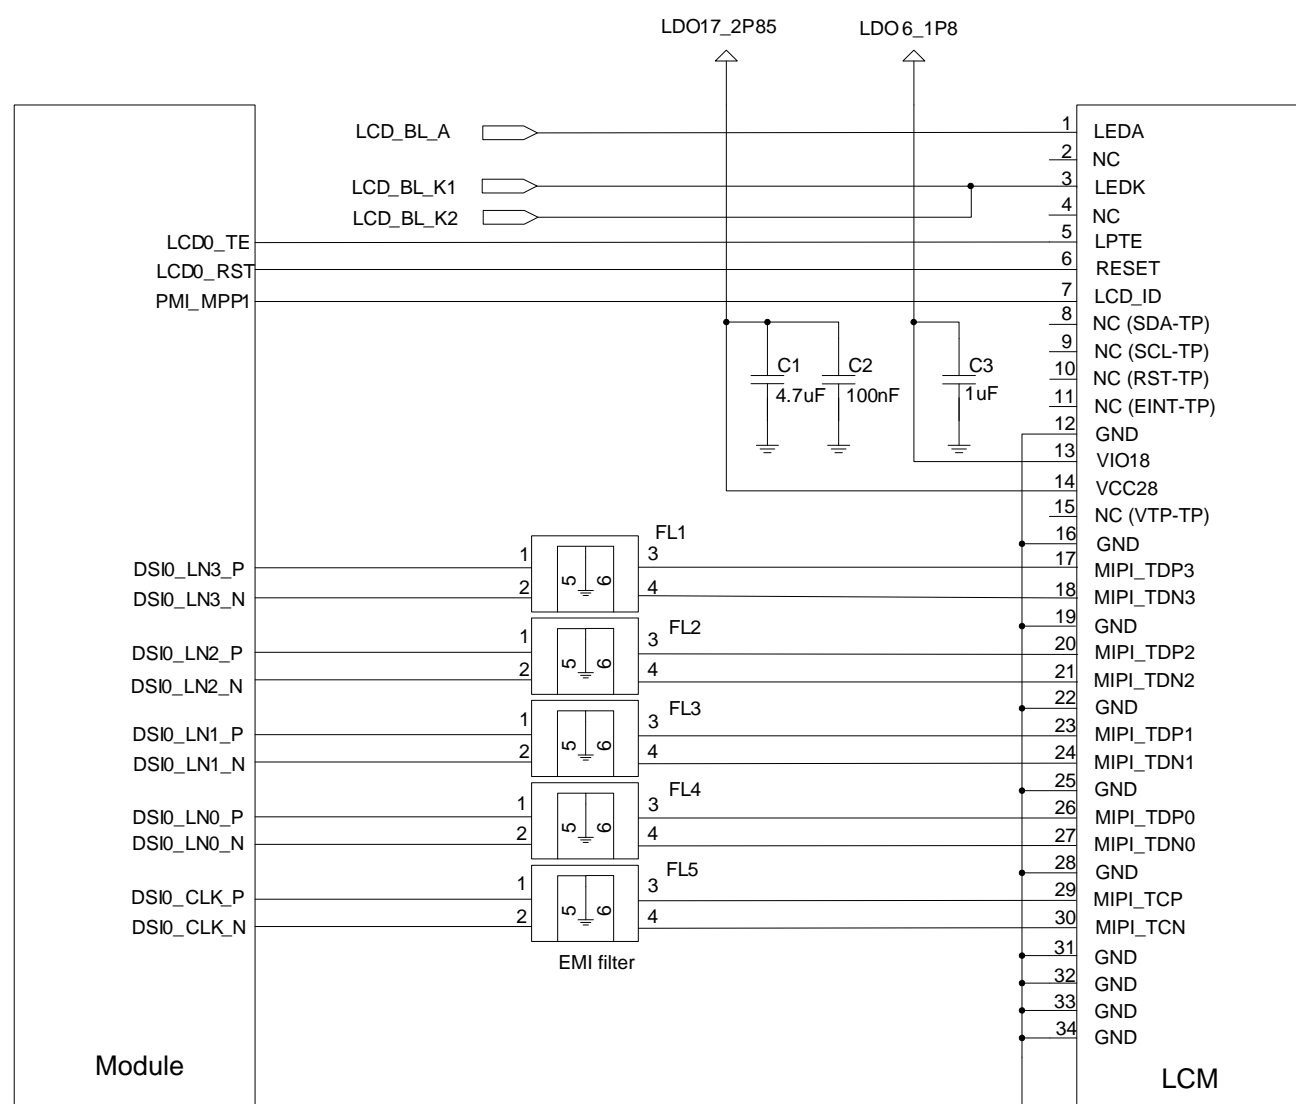 LDO17_2P85 LDO6_1P8
LCD_BL_A 1 LEDA
2 NC
LCD_BL_K1 3 LEDK
LCD_BL_K2 4 NC
LCD0_TE 5 LPTE
LCD0_RST 6 RESET
PMI_MPP1 7 LCD_ID
8 NC (SDA-TP)
9 NC (SCL-TP)
C1 C2 C3 10 NC (RST-TP)
4.7uF 100nF 1uF 11 NC (EINT-TP)
12 GND
13 VIO18
14 VCC28
15 NC (VTP-TP)
FL1 16 GND
DSI0_LN3_P 1 3 17 MIPI_TDP3
5 6
DSI0_LN3_N 2 4 18 MIPI_TDN3
FL2 19 GND
DSI0_LN2_P 1 3 20 MIPI_TDP2
5 6
DSI0_LN2_N 2 4 21 MIPI_TDN2
FL3 22 GND
DSI0_LN1_P 1 3 23 MIPI_TDP1
5 6
DSI0_LN1_N 2 4 24 MIPI_TDN1
FL4 25 GND
DSI0_LN0_P 1 3 26 MIPI_TDP0
5 6
DSI0_LN0_N 2 4 27 MIPI_TDN0
FL5 28 GND
DSI0_CLK_P 1 3 29 MIPI_TCP
5 6
DSI0_CLK_N 2 4 30 MIPI_TCN
EMI filter 31 GND
32 GND
33 GND
34 GND
Module LCM